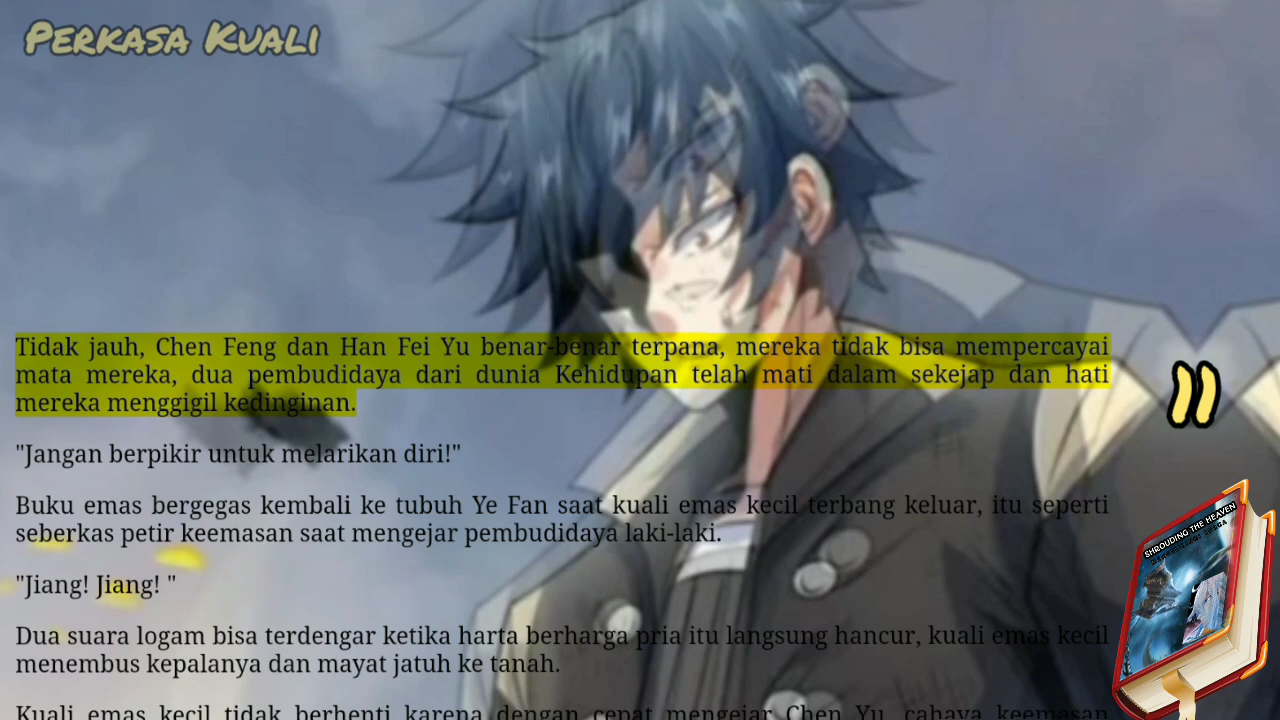 Perkasa Kuali
Tidak jauh, Chen Feng dan Han Fei Yu benar-benar terpana, mereka tidak bisa mempercayai
mata mereka, dua pembudidaya dari dunia Kehidupan telah mati dalam sekejap dan hati
mereka menggigil kedinginan.
"Jangan berpikir untuk melarikan diri!"
Buku emas bergegas kembali ke tubuh Ye Fan saat kuali emas kecil terbang keluar, itu seperti
seberkas petir keemasan saat mengejar pembudidaya laki-laki.
"Jiang! Jiang! "
Dua suara logam bisa terdengar ketika harta berharga pria itu langsung hancur, kuali emas kecil
menembus kepalanya dan mayat jatuh ke tanah.
Kuali emas kecil tidak berhenti karena dengan cepat mengejar Chen Yu, cahaya keemasan
SHROUDING THE HEAVEN